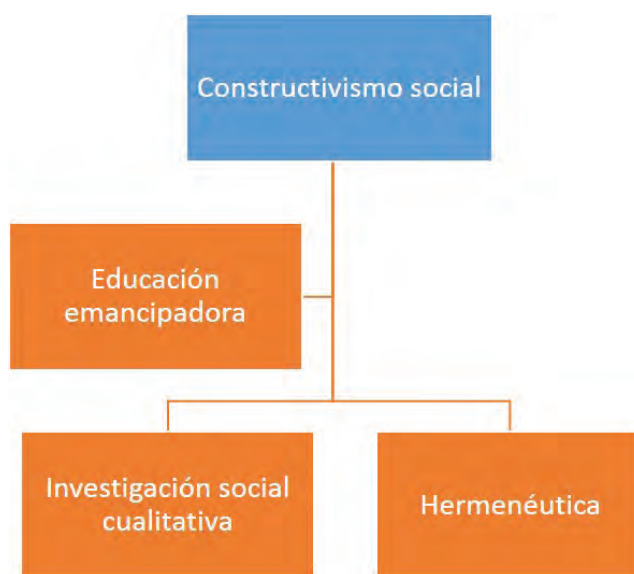 Constructivismo social
Educación
emancipadora
Investigación social
cualitativa
Hermenéutica